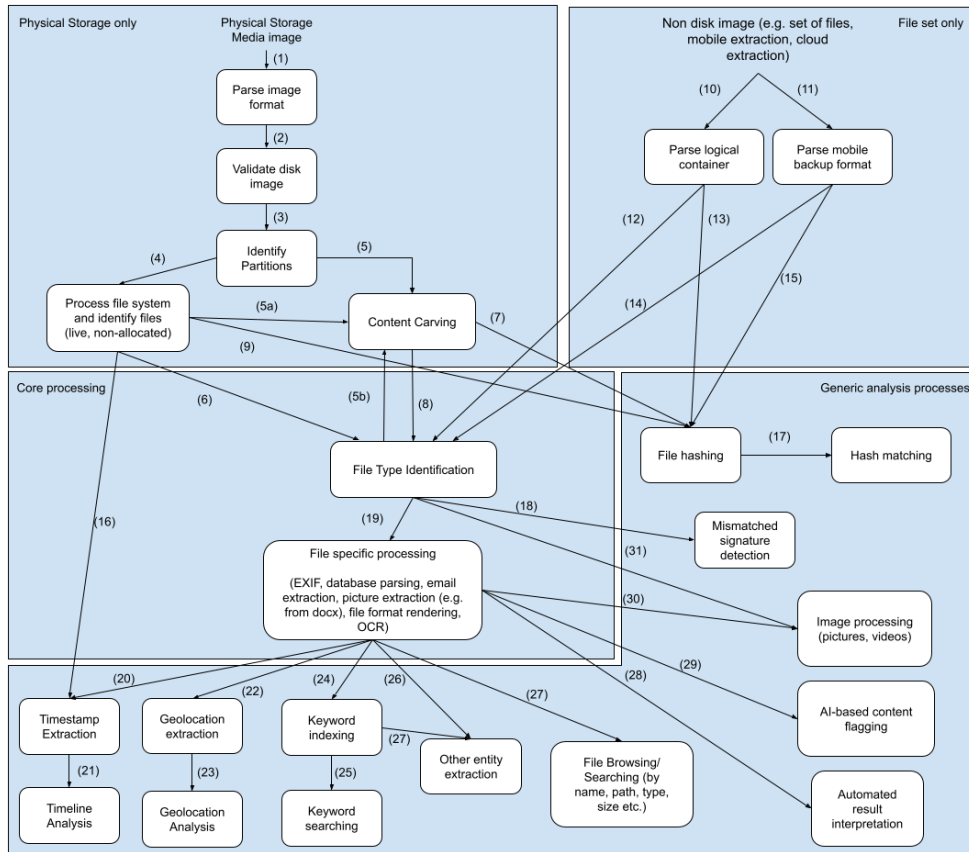 Physical Storage only
Physical Storage
Media image
(1)
Parse image
format
(2)
Validate disk
image
(3)
Identify
Partitions
(4)
(5)
Process file system
and identify files
(live, non-allocated)
(5a)
Content Carving
(7)
(9)
Non disk image (e.g. set of files,
mobile extraction, cloud
extraction)
File set only
(10)
(11)
Parse logical
container
Parse mobile
backup format
(12)
(13)
(14)
(15)
Core processing
(6)
(5b)
(8)
File Type Identification
(16)
(19)
(18)
(31)
File specific processing
(EXIF, database parsing, email
extraction, picture extraction (e.g.
from docx), file format rendering,
OCR)
Generic analysis processes
File hashing
(17)
Hash matching
Mismatched
signature
detection
(30)
Image processing
(pictures, videos)
(29)
(28)
AI-based content
flagging
Automated
result
interpretation
(20)
(22)
(24)
(26)
(27)
Timestamp
Extraction
Geolocation
extraction
Keyword
indexing
(27)
Other entity
extraction
File Browsing/
Searching (by
name, path, type,
size etc.)
(21)
(23)
(25)
Timeline
Analysis
Geolocation
Analysis
Keyword
searching